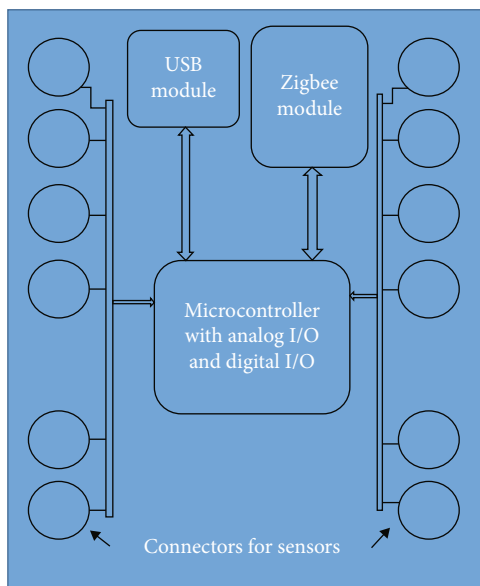 USB
module
Zigbee
module
Microcontroller
with analog I/O
and digital I/O
Connectors for sensors